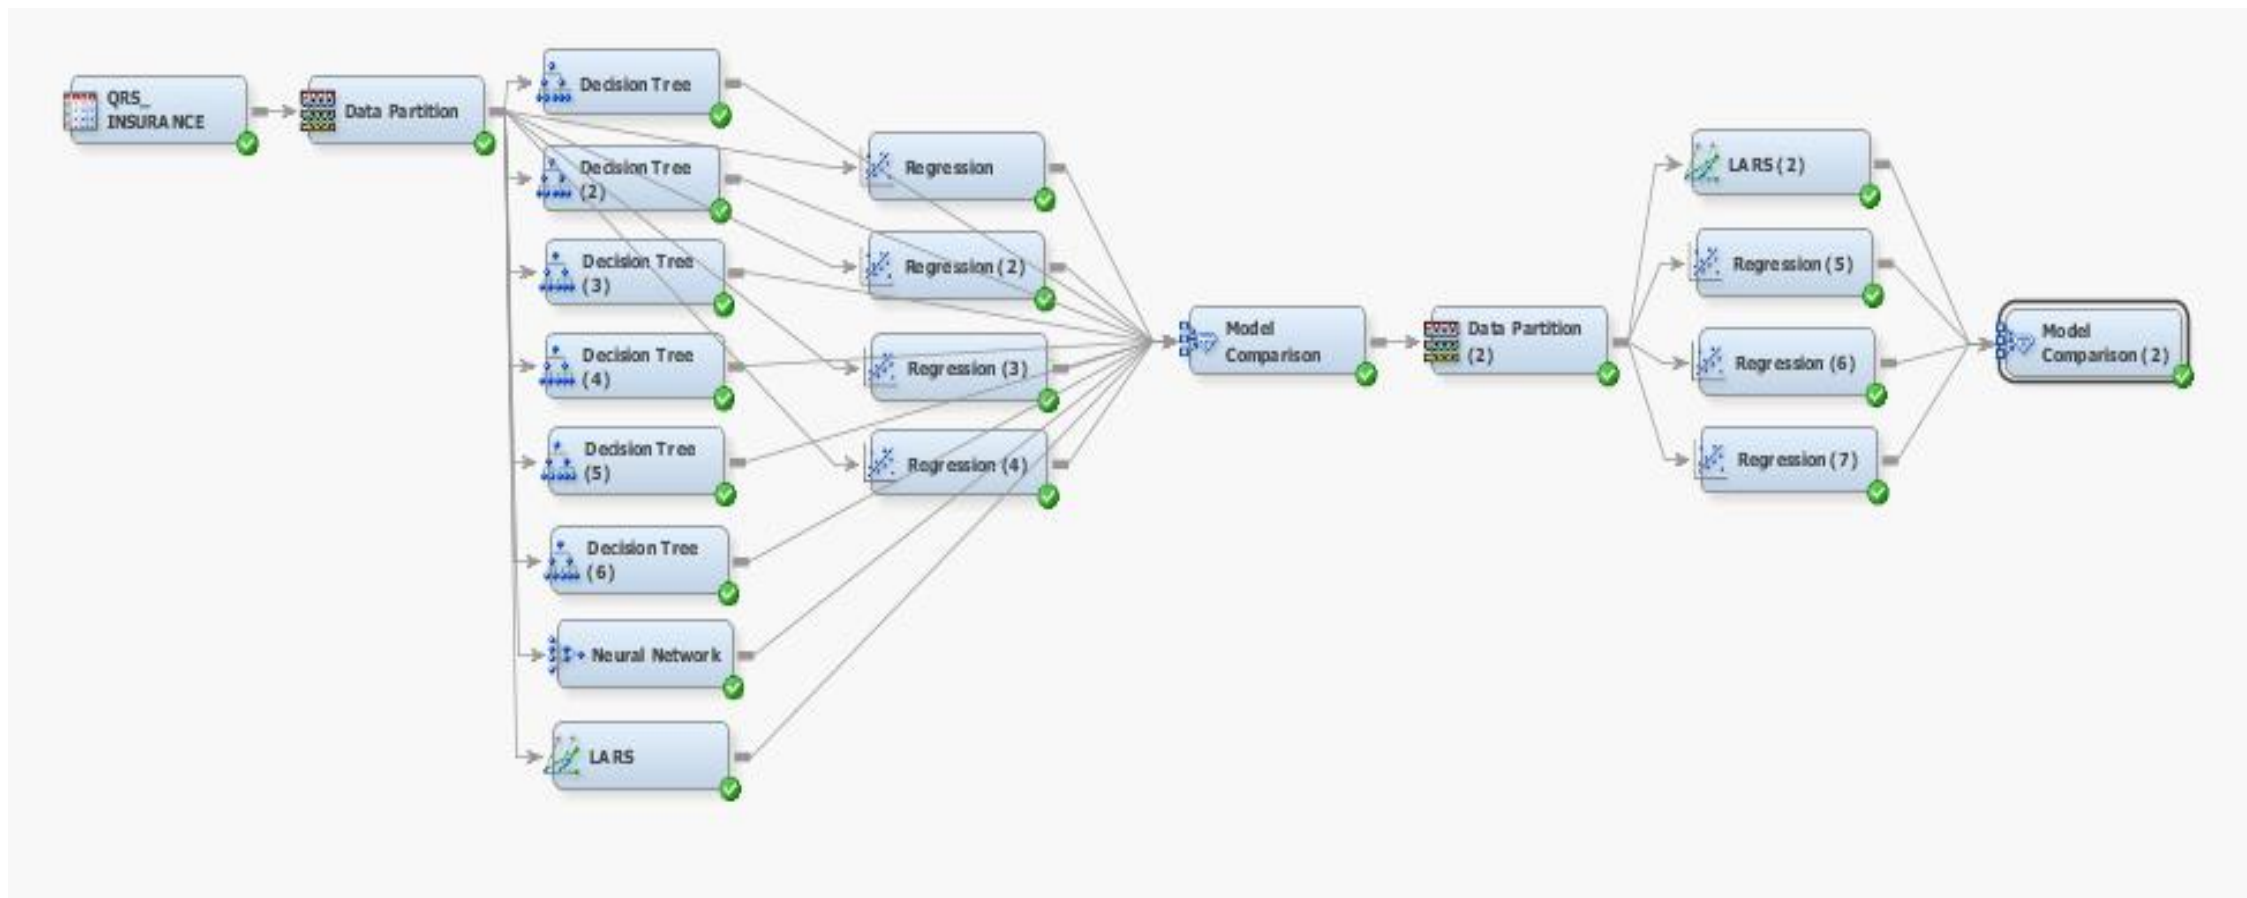 QRS_
INSURANCE
Data Partition
Decision Tree
Decision Tree
(2)
Decision Tree
(3)
Decision Tree
(4)
Decision Tree
(5)
Decision Tree
(6)
Neural Network
LARS
Regression
Regression (2)
Regression (3)
Regression (4)
Model
Comparison
Data Partition
(2)
LARS (2)
Regression (5)
Regression (6)
Regression (7)
Model
Comparison (2)